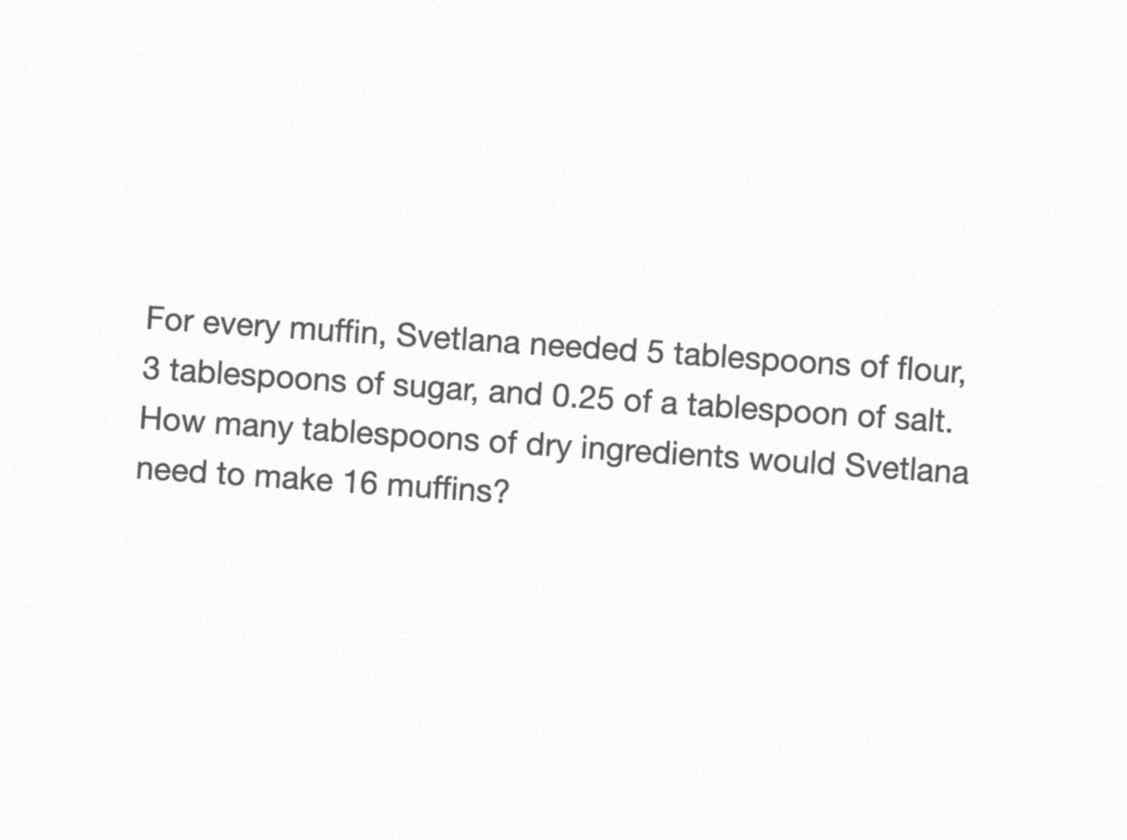 For every muffin, Svetlana needed 5 tablespoons of flour,
3 tablespoons of sugar, and 0.25 of a tablespoon of salt.
How many tablespoons of dry ingredients would Svetlana
need to make 16 muffins?